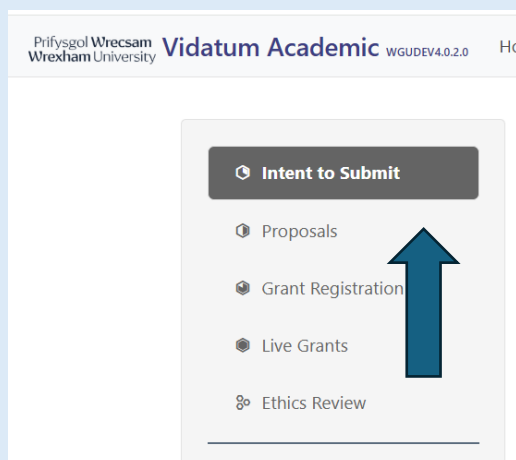 Prifysgol Wrecsam
Wrexham University
Vidatum Academic WGUDEV4.0.2.0
Intent to Submit
Proposals
Grant Registration
Live Grants
Ethics Review